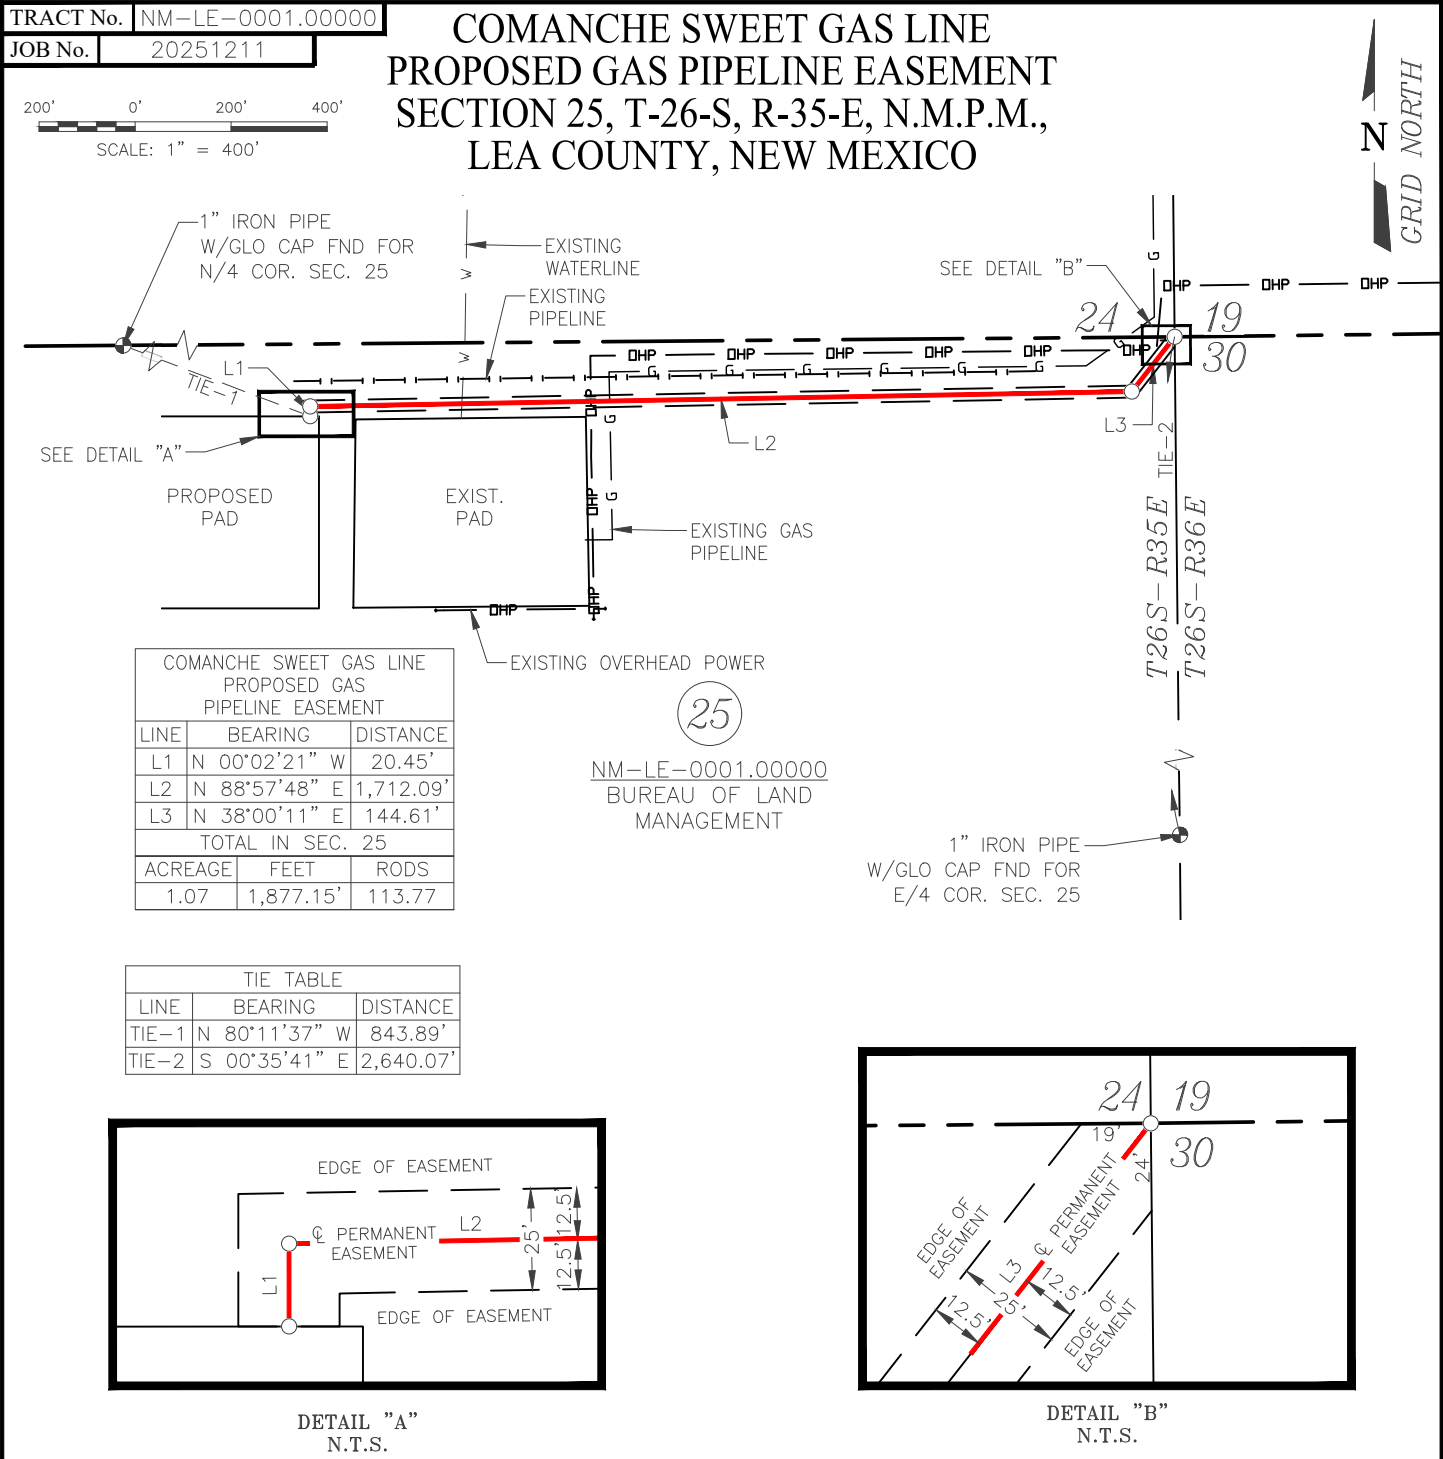 TRACT No. NM-LE-0001.00000
JOB No. 20251211
COMANCHE SWEET GAS LINE
PROPOSED GAS PIPELINE EASEMENT
SECTION 25, T-26-S, R-35-E, N.M.P.M.,
LEA COUNTY, NEW MEXICO
200' 0' 200' 400'
SCALE: 1" = 400'
N
GRID NORTH
1" IRON PIPE
W/GLO CAP FND FOR
N/4 COR. SEC. 25
W
W
EXISTING
WATERLINE
EXISTING
PIPELINE
SEE DETAIL "B"
G
OHP OHP OHP
24 19
30
L1
TIE-1
OHP OHP OHP OHP OHP OHP
G G G G G G G
SEE DETAIL "A"
OHP
G
L2
L3
TIE-2
PROPOSED
PAD
EXIST.
PAD
OHP
G
EXISTING GAS
PIPELINE
T26S-R35E
T26S-R36E
OHP
OHP
EXISTING OVERHEAD POWER
COMANCHE SWEET GAS LINE
PROPOSED GAS
PIPELINE EASEMENT
LINE BEARING DISTANCE
L1 N 00°02'21" W 20.45'
L2 N 88°57'48" E 1,712.09'
L3 N 38°00'11" E 144.61'
TOTAL IN SEC. 25
ACREAGE FEET RODS
1.07 1,877.15' 113.77
25
NM-LE-0001.00000
BUREAU OF LAND
MANAGEMENT
1" IRON PIPE
W/GLO CAP FND FOR
E/4 COR. SEC. 25
TIE TABLE
LINE BEARING DISTANCE
TIE-1 N 80°11'37" W 843.89'
TIE-2 S 00°35'41" E 2,640.07'
EDGE OF EASEMENT
℄ PERMANENT
EASEMENT
L2
L1
25'
12.5'
12.5'
EDGE OF EASEMENT
DETAIL "A"
N.T.S.
24 19
30
19'
24'
EDGE OF
EASEMENT
L3
℄ PERMANENT
EASEMENT
12.5'
25'
12.5'
EDGE OF
EASEMENT
DETAIL "B"
N.T.S.